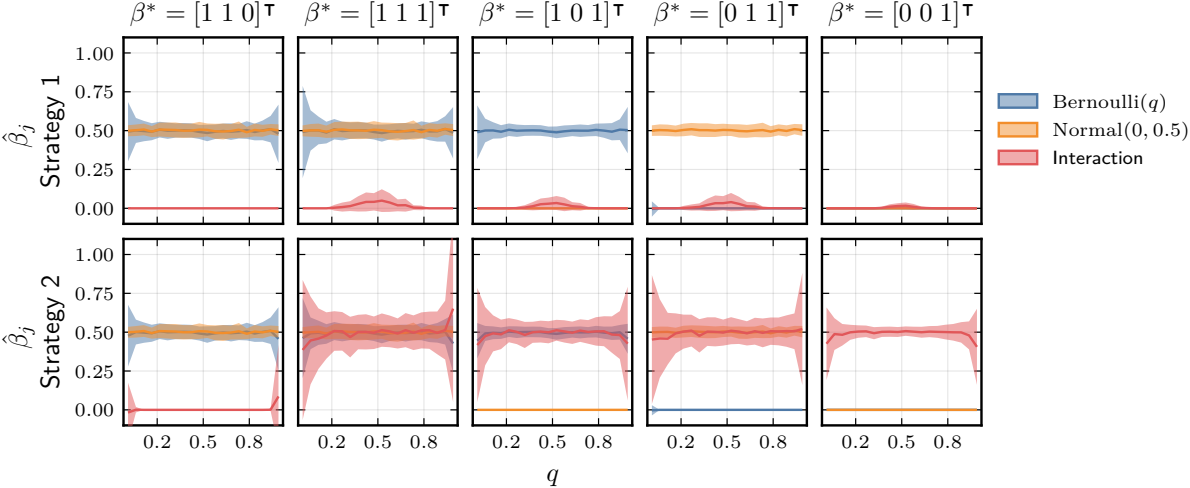 β* = [1 1 0]ᵀ β* = [1 1 1]ᵀ β* = [1 0 1]ᵀ β* = [0 1 1]ᵀ β* = [0 0 1]ᵀ
β̂ⱼ
Strategy 1
1.00
0.75
0.50
0.25
0.00
Bernoulli(q)
Normal(0, 0.5)
Interaction
β̂ⱼ
Strategy 2
1.00
0.75
0.50
0.25
0.00
0.2 0.5 0.8 0.2 0.5 0.8 0.2 0.5 0.8 0.2 0.5 0.8 0.2 0.5 0.8
q